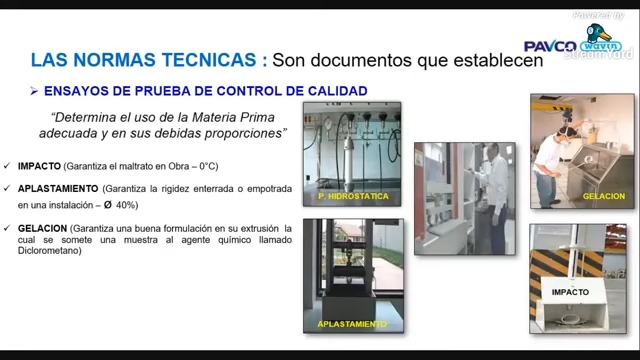 Powered by
PAVCO wavin
StreamYard
LAS NORMAS TECNICAS : Son documentos que establecen
➢ ENSAYOS DE PRUEBA DE CONTROL DE CALIDAD
“Determina el uso de la Materia Prima
adecuada y en sus debidas proporciones”
✓ IMPACTO (Garantiza el maltrato en Obra – 0°C)
✓ APLASTAMIENTO (Garantiza la rigidez enterrada o empotrada
en una instalación – Ø 40%)
✓ GELACION (Garantiza una buena formulación en su extrusión la
cual se somete una muestra al agente químico llamado
Diclorometano)
P. HIDROSTATICA
GELACION
APLASTAMIENTO
IMPACTO